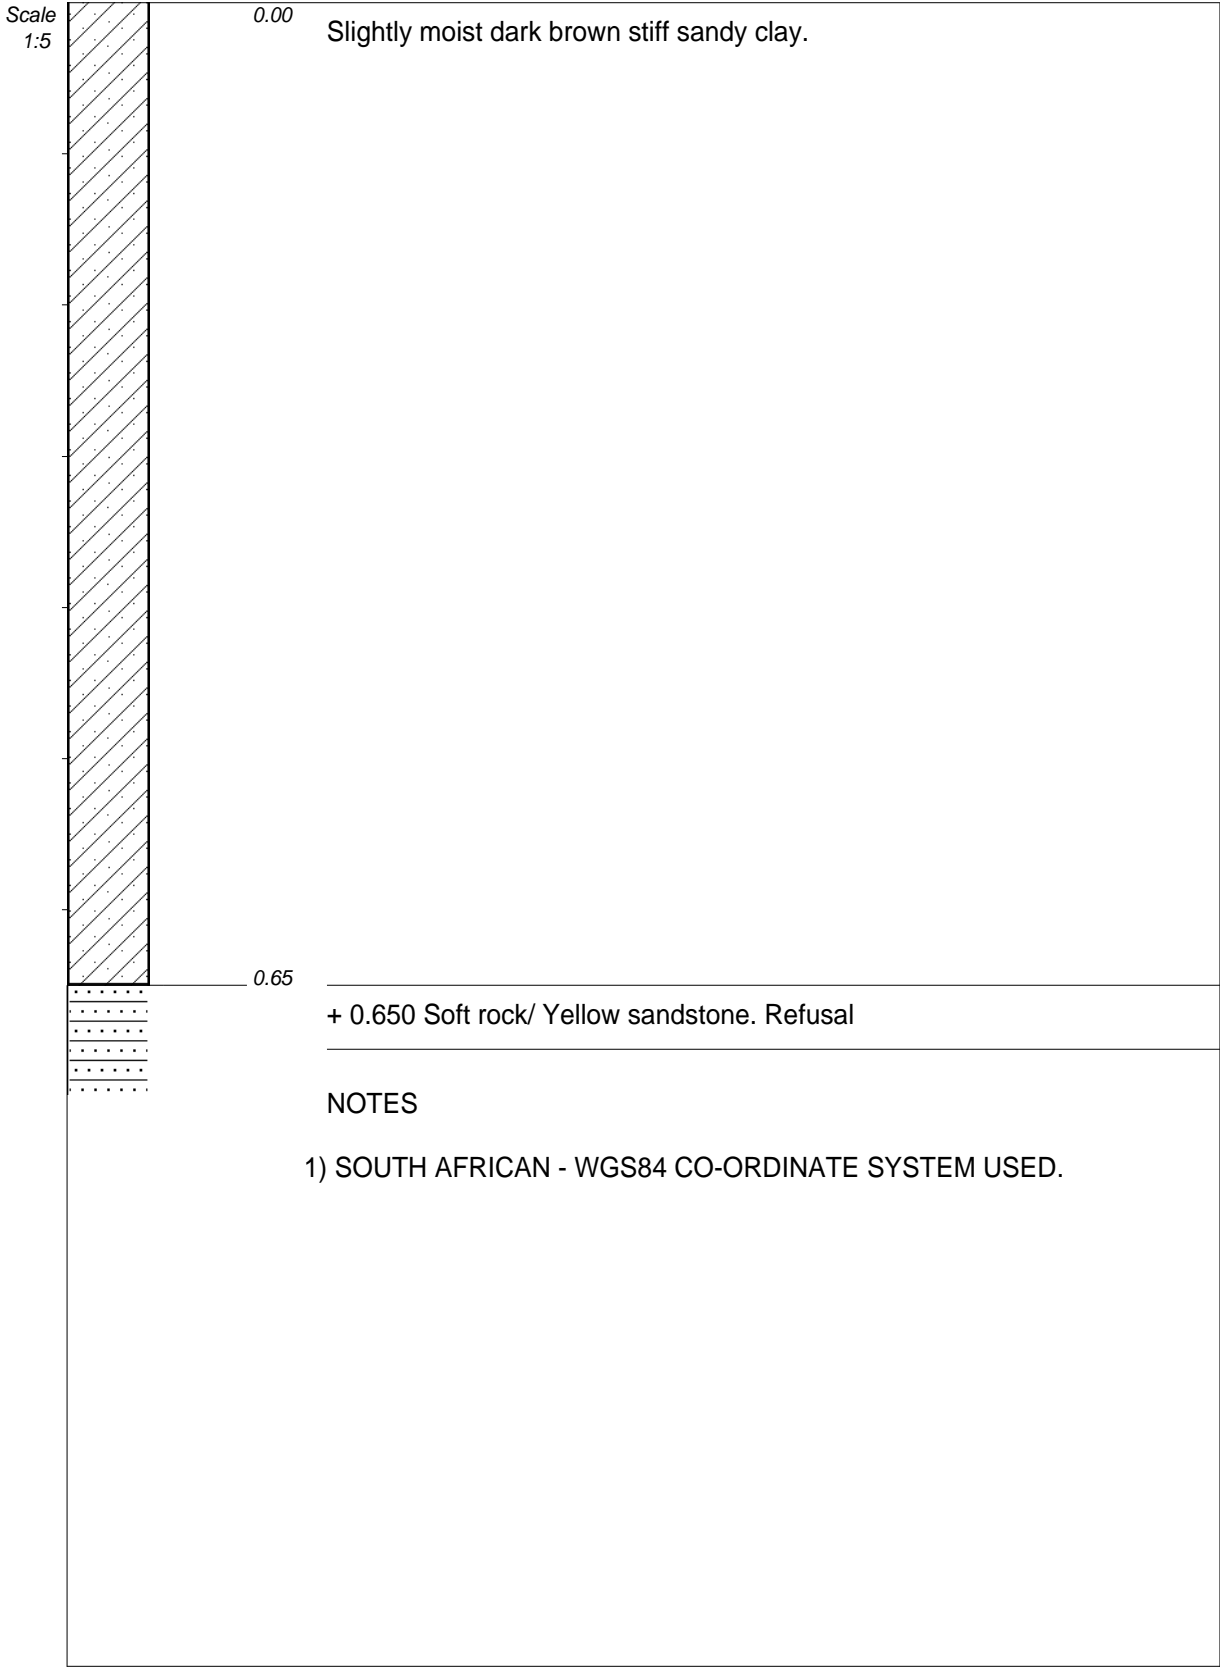 Scale
1:5
0.00
Slightly moist dark brown stiff sandy clay.
0.65
+ 0.650 Soft rock/ Yellow sandstone. Refusal
NOTES
1) SOUTH AFRICAN - WGS84 CO-ORDINATE SYSTEM USED.